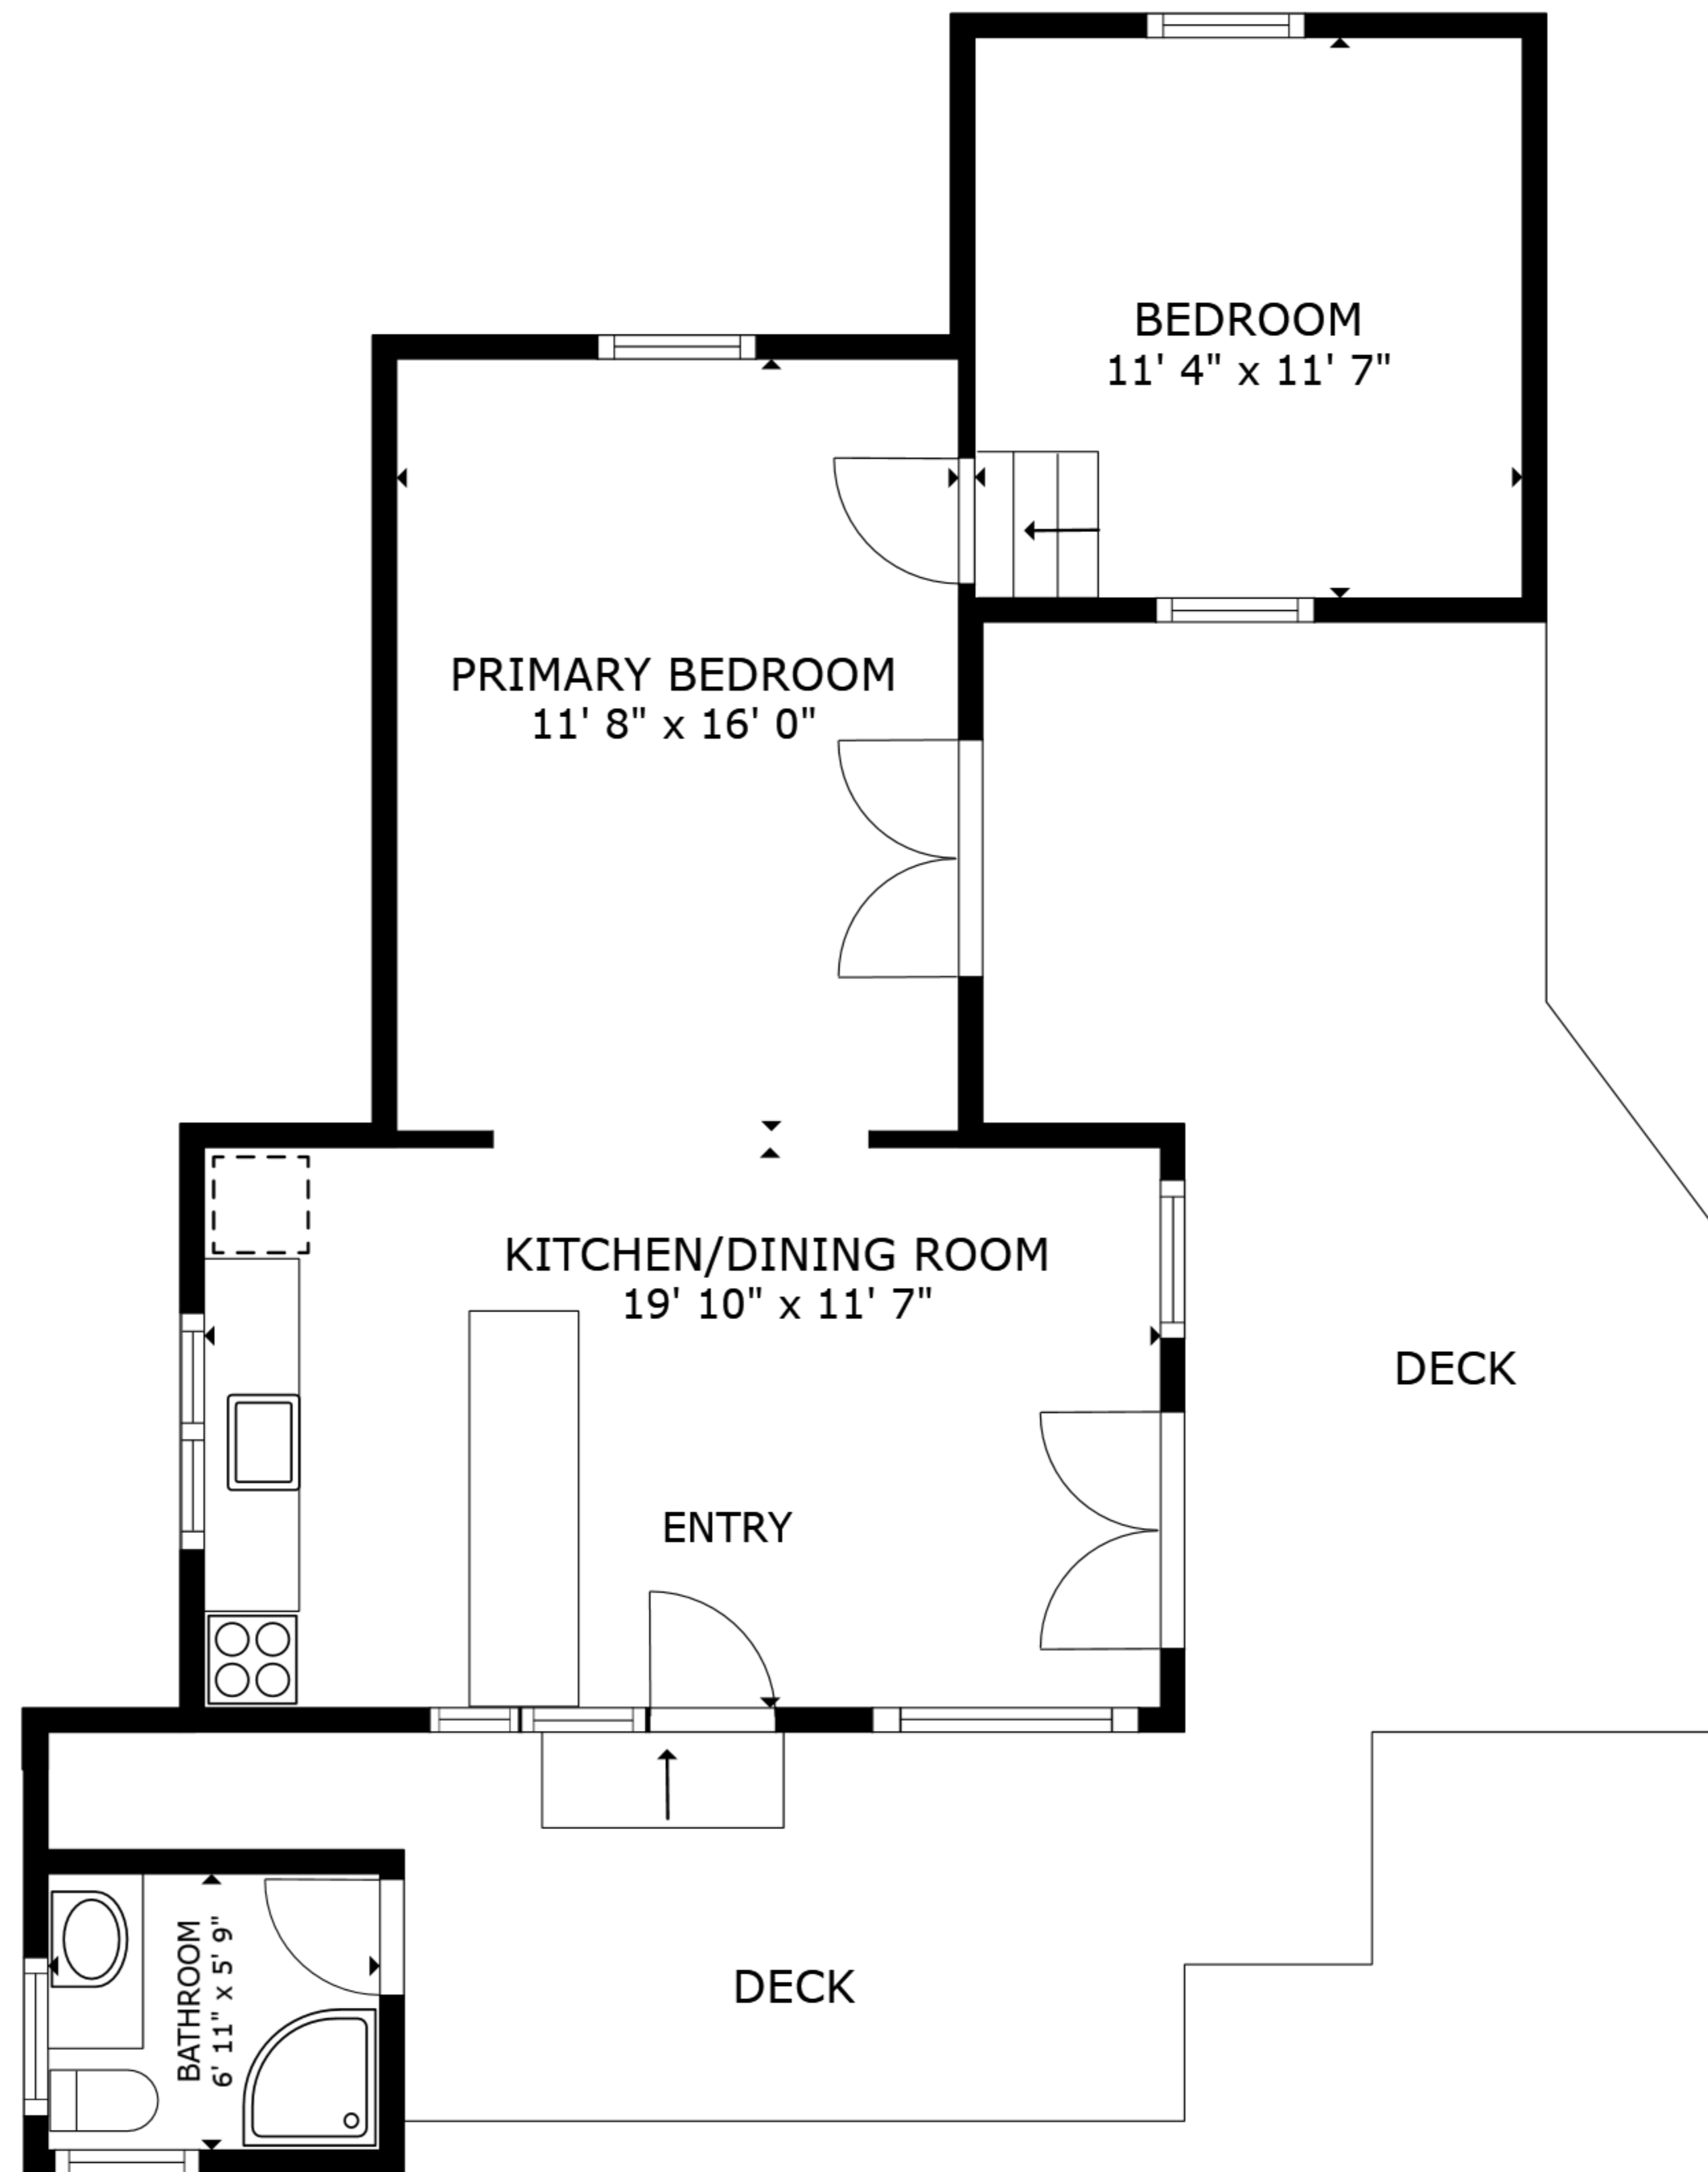 BEDROOM
11' 4" x 11' 7"
PRIMARY BEDROOM
11' 8" x 16' 0"
KITCHEN/DINING ROOM
19' 10" x 11' 7"
DECK
ENTRY
DECK
BATHROOM
6' 11" x 5' 9"